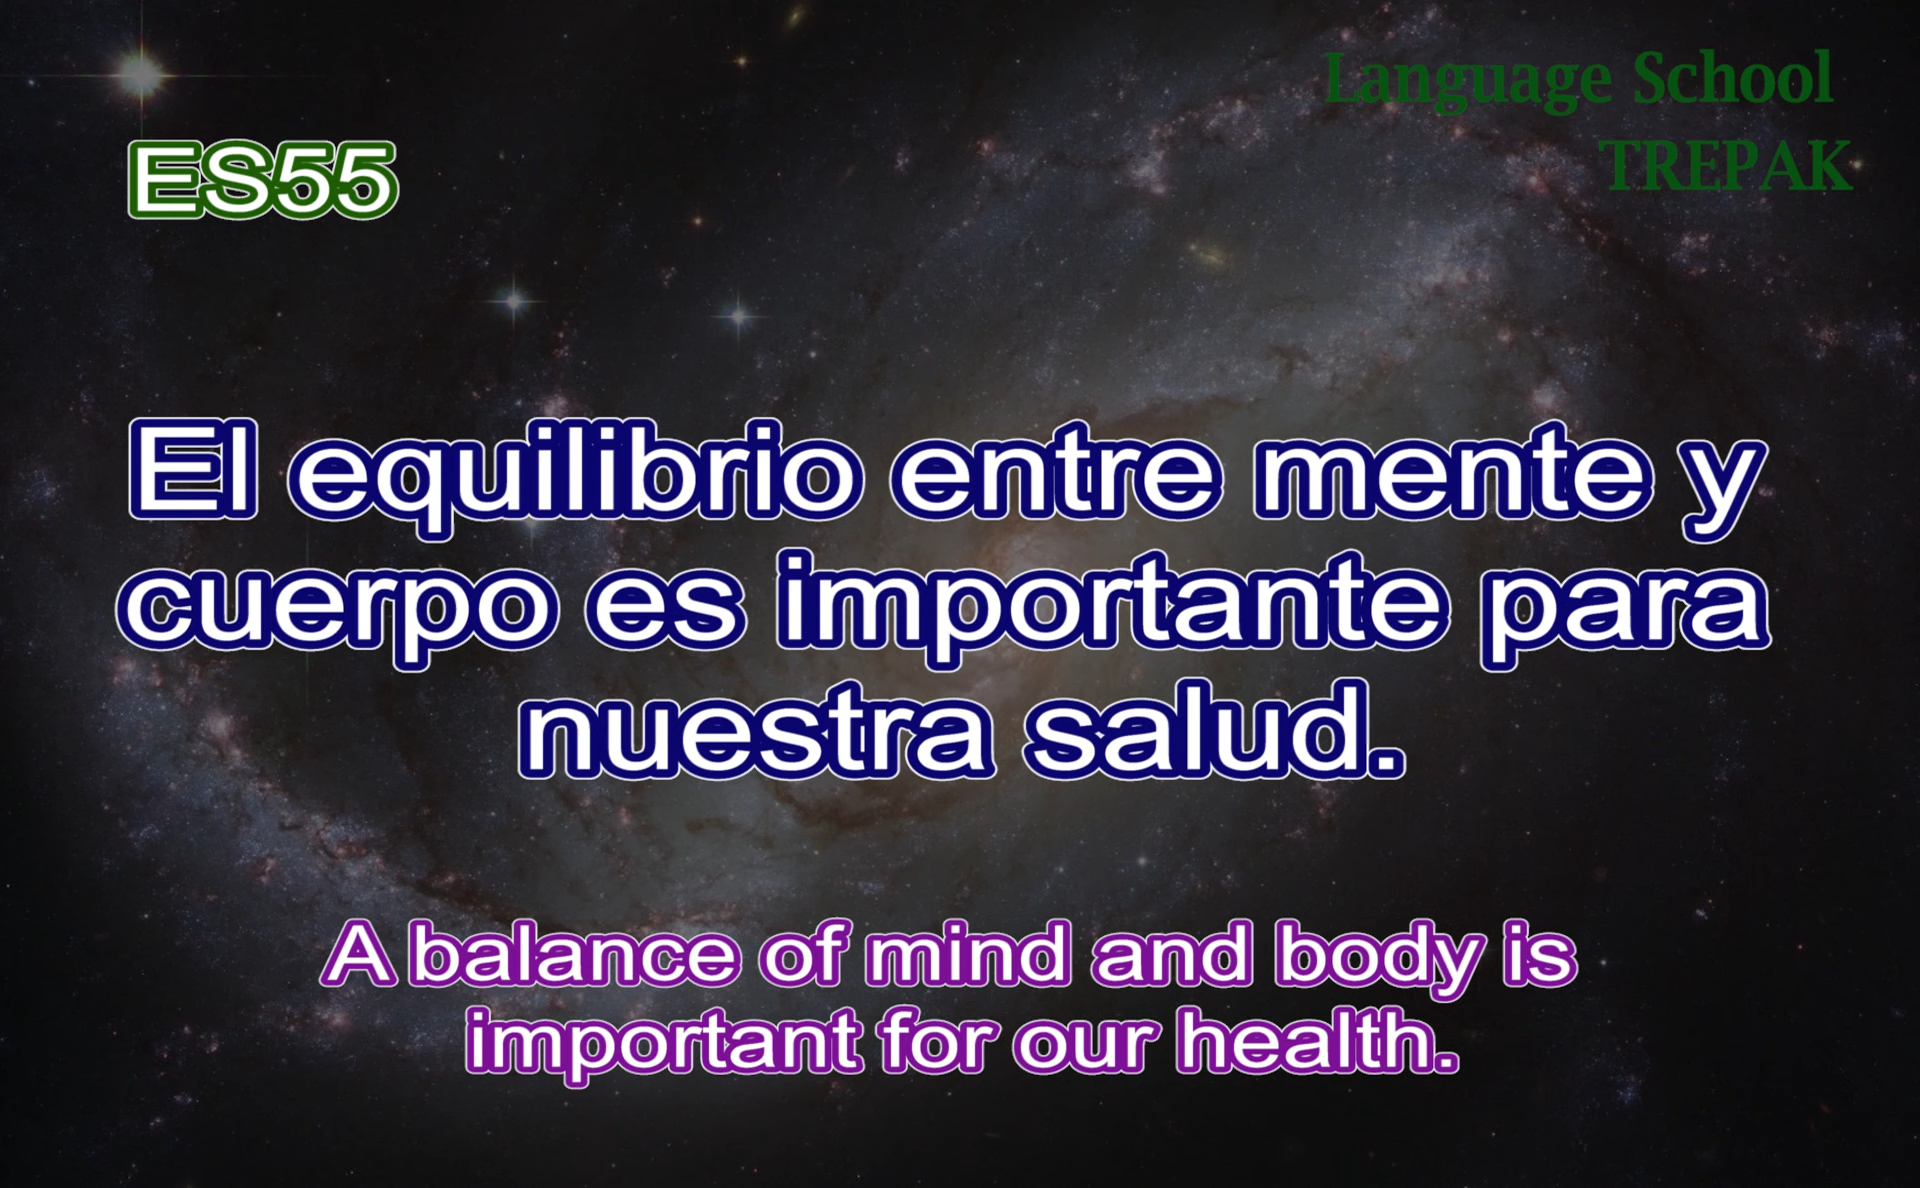 Language School
TREPAK
ES55
El equilibrio entre mente y
cuerpo es importante para
nuestra salud.
A balance of mind and body is
important for our health.